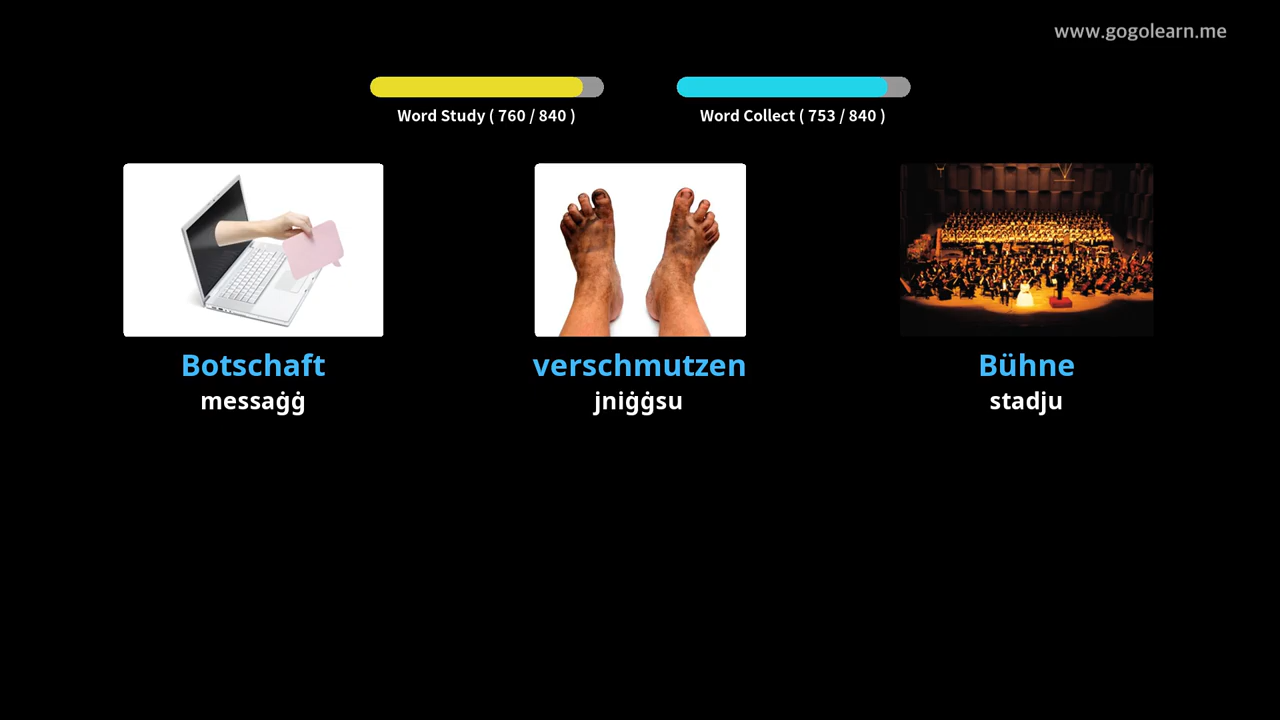 www.gogolearn.me
Word Study ( 760 / 840 )
Word Collect ( 753 / 840 )
Botschaft
messaġġ
verschmutzen
jniġġsu
Bühne
stadju